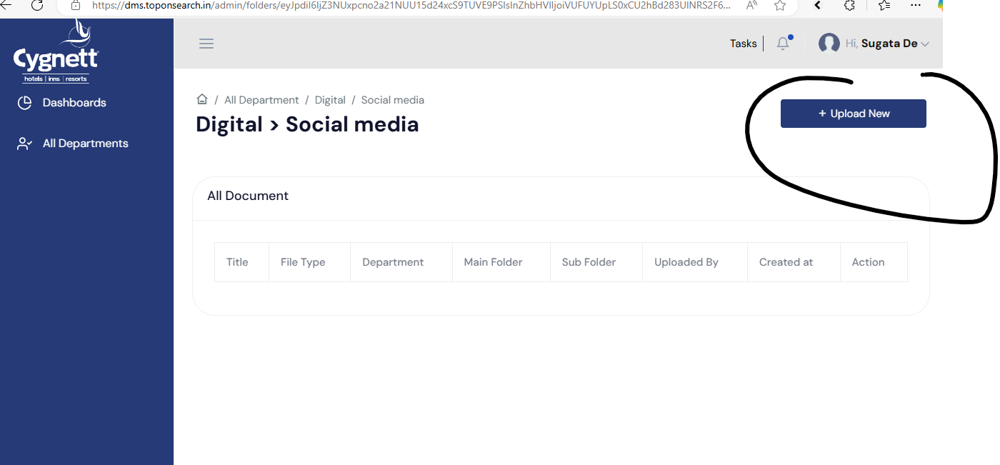 https://dms.toponsearch.in/admin/folders/
Cygnett
hotels | inns | resorts
Tasks
Hi, Sugata De
Dashboards
All Departments
/ All Department / Digital / Social media
Digital > Social media
+ Upload New
All Document
Title File Type Department Main Folder Sub Folder Uploaded By Created at Action